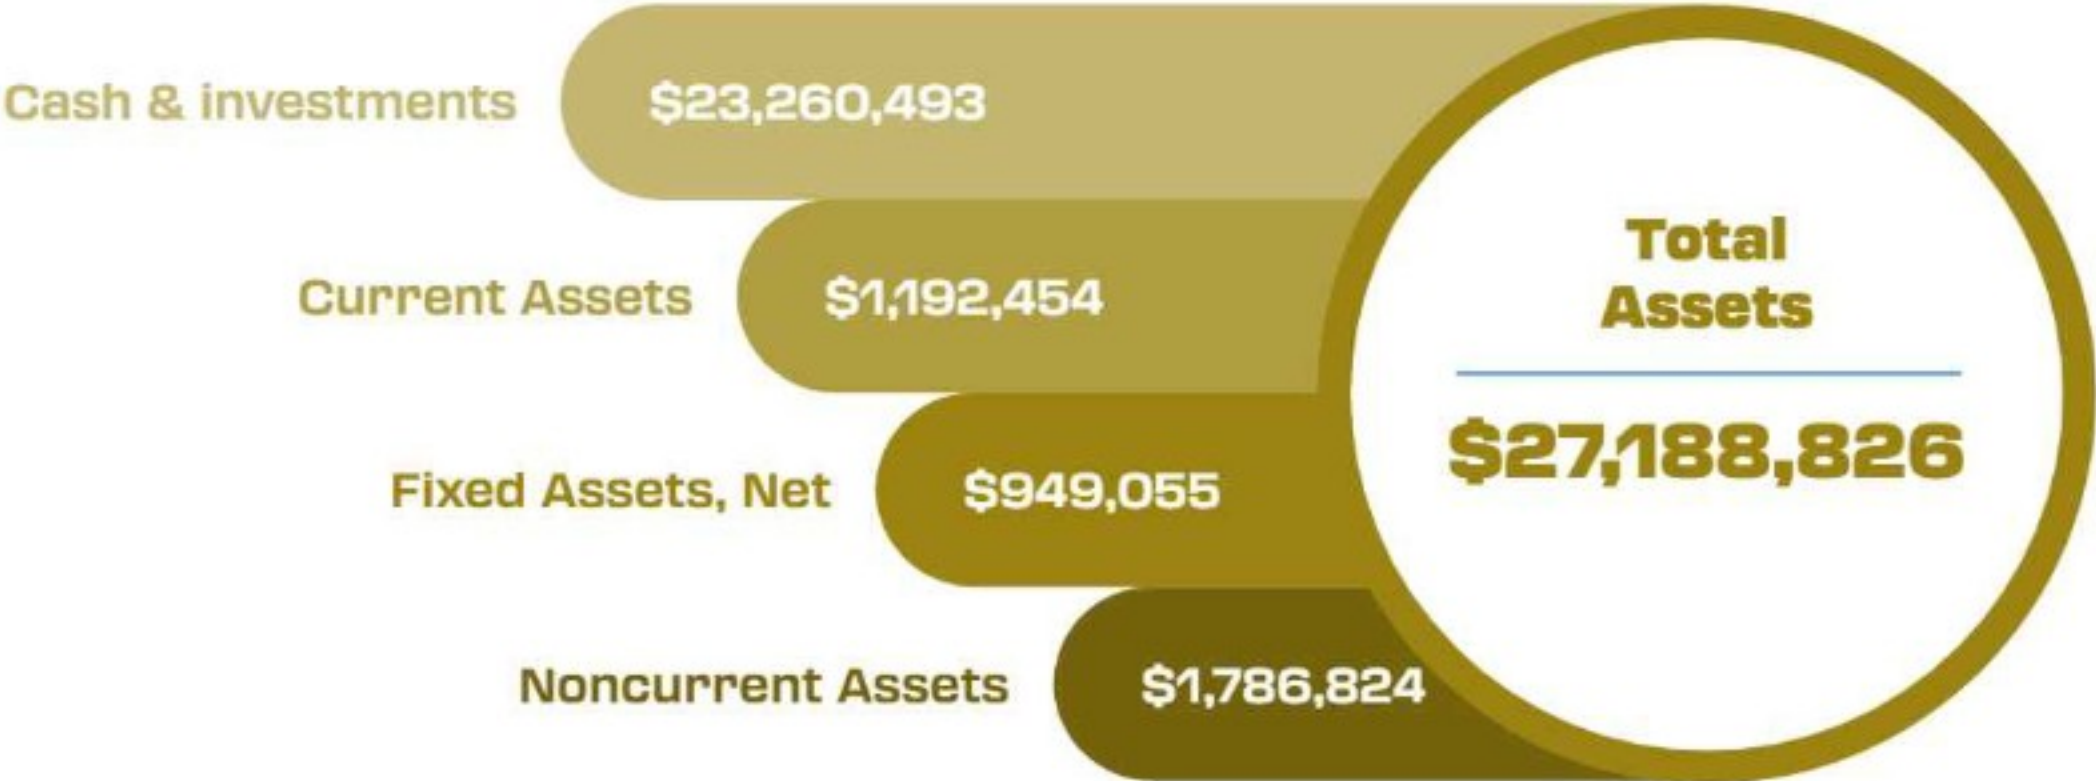 Cash & investments
$23,260,493
Current Assets
$1,192,454
Fixed Assets, Net
$949,055
Noncurrent Assets
$1,786,824
Total
Assets
$27,188,826